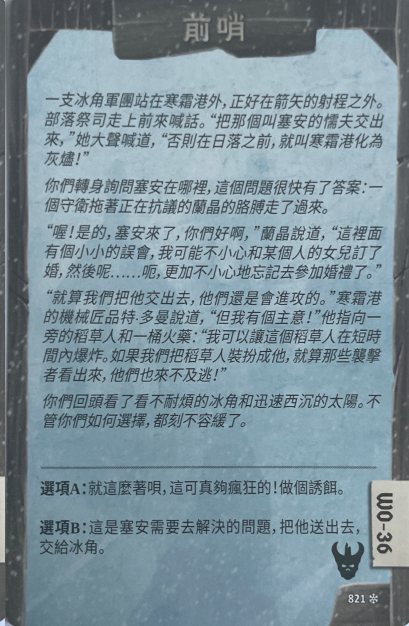 前哨
一支冰角軍團站在寒霜港外，正好在箭矢的射程之外。
部落祭司走上前來喊話。“把那個叫塞安的懦夫交出
來，”她大聲喊道，“否則在日落之前，就叫寒霜港化為
灰燼！”
你們轉身詢問塞安在哪裡，這個問題很快有了答案：一
個守衛拖著正在抗議的蘭晶的胳膊走了過來。
“喔！是的，塞安來了，你們好啊，”蘭晶說道，“這裡面
有個小小的誤會，我可能不小心和某個人的女兒訂了
婚，然後呢……呃，更加不小心地忘記去參加婚禮了。”
“就算我們把他交出去，他們還是會進攻的。”寒霜港
的機械匠品特·多曼說道，“但我有個主意！”他指向一
旁的稻草人和一桶火藥：“我可以讓這個稻草人在短時
間內爆炸。如果我們把稻草人裝扮成他，就算那些襲擊
者看出來，他們也來不及逃！”
你們回頭看了看不耐煩的冰角和迅速西沉的太陽。不
管你們如何選擇，都刻不容緩了。
選項A：就這麼著唄，這可真夠瘋狂的！做個誘餌。
選項B：這是塞安需要去解決的問題，把他送出去，
交給冰角。
WO-36
821